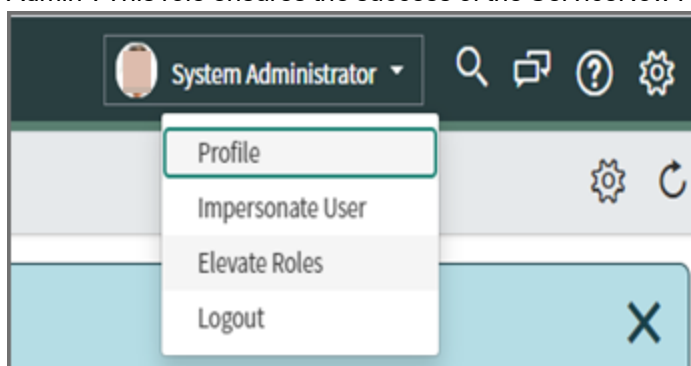 System Administrator
Profile
Impersonate User
Elevate Roles
Logout